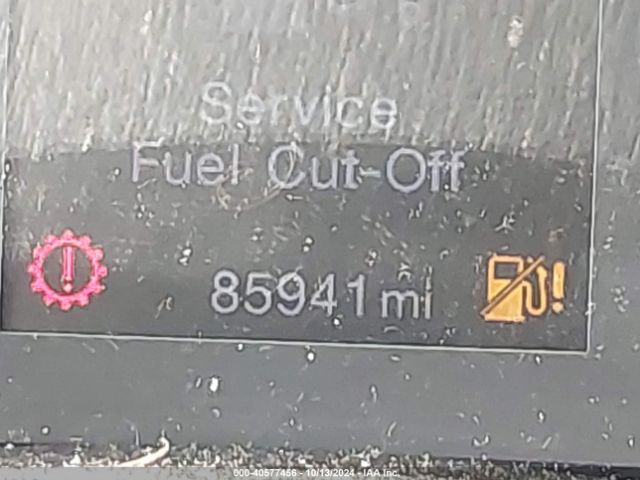 Service
Fuel Cut-Off
85941 mi
000-40577456 - 10/13/2024 - IAA Inc.